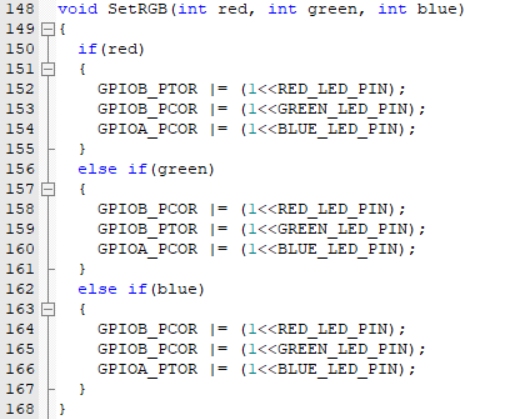 148 void SetRGB(int red, int green, int blue)
149 {
150 if(red)
151 {
152 GPIOB_PTOR |= (1<<RED_LED_PIN);
153 GPIOB_PCOR |= (1<<GREEN_LED_PIN);
154 GPIOA_PCOR |= (1<<BLUE_LED_PIN);
155 }
156 else if(green)
157 {
158 GPIOB_PCOR |= (1<<RED_LED_PIN);
159 GPIOB_PTOR |= (1<<GREEN_LED_PIN);
160 GPIOA_PCOR |= (1<<BLUE_LED_PIN);
161 }
162 else if(blue)
163 {
164 GPIOB_PCOR |= (1<<RED_LED_PIN);
165 GPIOB_PCOR |= (1<<GREEN_LED_PIN);
166 GPIOA_PTOR |= (1<<BLUE_LED_PIN);
167 }
168 }